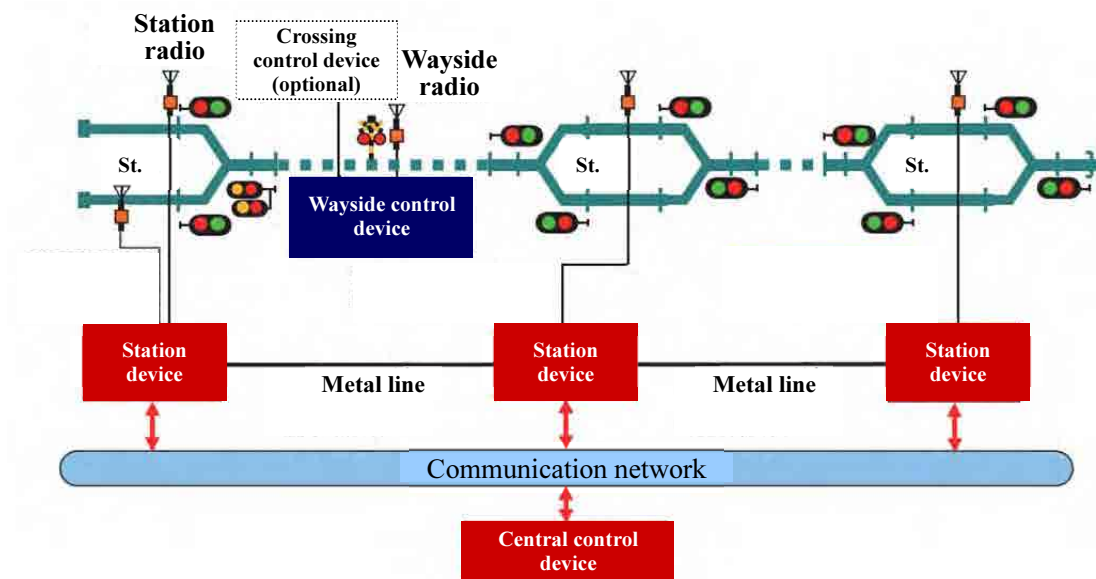 Station
radio
Crossing
control device
(optional)
Wayside
radio
St.
St.
St.
Wayside control
device
Station
device
Station
device
Station
device
Metal line
Metal line
Communication network
Central control
device